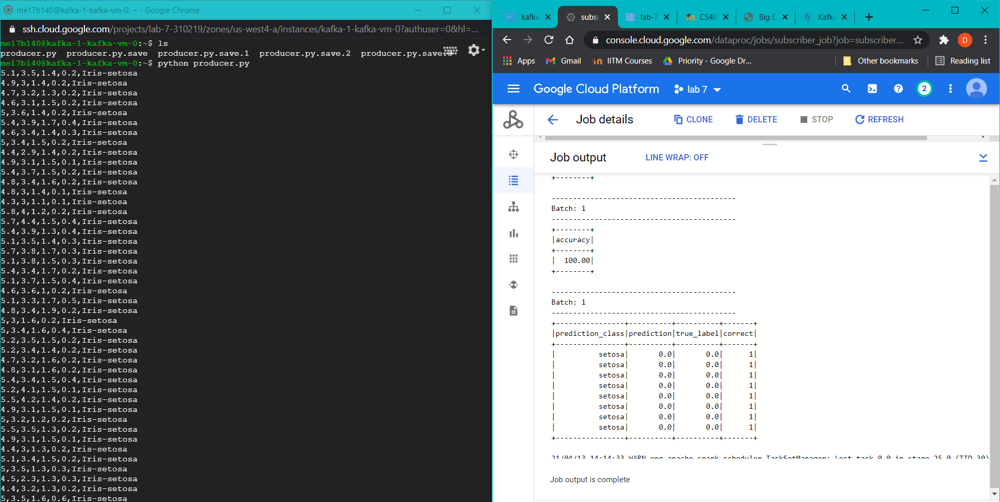 me17b140@kafka-1-kafka-vm-0: ~ - Google Chrome
ssh.cloud.google.com/projects/lab-7-310219/zones/us-west4-a/instances/kafka-1-kafka-vm-0?authuser=0&hl=...
me17b140@kafka-1-kafka-vm-0:~$ ls
producer.py  producer.py.save  producer.py.save.1  producer.py.save.2  producer.py.save.3
me17b140@kafka-1-kafka-vm-0:~$ python producer.py
5.1,3.5,1.4,0.2,Iris-setosa
4.9,3,1.4,0.2,Iris-setosa
4.7,3.2,1.3,0.2,Iris-setosa
4.6,3.1,1.5,0.2,Iris-setosa
5,3.6,1.4,0.2,Iris-setosa
5.4,3.9,1.7,0.4,Iris-setosa
4.6,3.4,1.4,0.3,Iris-setosa
5,3.4,1.5,0.2,Iris-setosa
4.4,2.9,1.4,0.2,Iris-setosa
4.9,3.1,1.5,0.1,Iris-setosa
5.4,3.7,1.5,0.2,Iris-setosa
4.8,3.4,1.6,0.2,Iris-setosa
4.8,3,1.4,0.1,Iris-setosa
4.3,3,1.1,0.1,Iris-setosa
5.8,4,1.2,0.2,Iris-setosa
5.7,4.4,1.5,0.4,Iris-setosa
5.4,3.9,1.3,0.4,Iris-setosa
5.1,3.5,1.4,0.3,Iris-setosa
5.7,3.8,1.7,0.3,Iris-setosa
5.1,3.8,1.5,0.3,Iris-setosa
5.4,3.4,1.7,0.2,Iris-setosa
5.1,3.7,1.5,0.4,Iris-setosa
4.6,3.6,1,0.2,Iris-setosa
5.1,3.3,1.7,0.5,Iris-setosa
4.8,3.4,1.9,0.2,Iris-setosa
5,3,1.6,0.2,Iris-setosa
5,3.4,1.6,0.4,Iris-setosa
5.2,3.5,1.5,0.2,Iris-setosa
5.2,3.4,1.4,0.2,Iris-setosa
4.7,3.2,1.6,0.2,Iris-setosa
4.8,3.1,1.6,0.2,Iris-setosa
5.4,3.4,1.5,0.4,Iris-setosa
5.2,4.1,1.5,0.1,Iris-setosa
5.5,4.2,1.4,0.2,Iris-setosa
4.9,3.1,1.5,0.1,Iris-setosa
5,3.2,1.2,0.2,Iris-setosa
5.5,3.5,1.3,0.2,Iris-setosa
4.9,3.1,1.5,0.1,Iris-setosa
4.4,3,1.3,0.2,Iris-setosa
5.1,3.4,1.5,0.2,Iris-setosa
5,3.5,1.3,0.3,Iris-setosa
4.5,2.3,1.3,0.3,Iris-setosa
4.4,3.2,1.3,0.2,Iris-setosa
5,3.5,1.6,0.6,Iris-setosa
kafka subsc lab-7 CS48 Big D Kafka
console.cloud.google.com/dataproc/jobs/subscriber_job?job=subscriber... D
Apps Gmail IITM Courses Priority - Google Dr... Other bookmarks Reading list
Google Cloud Platform lab 7 2
Job details CLONE DELETE STOP REFRESH
Job output LINE WRAP: OFF
+--------+
-------------------------------------------
Batch: 1
-------------------------------------------
+--------+
|accuracy|
+--------+
|  100.00|
+--------+
-------------------------------------------
Batch: 1
-------------------------------------------
+----------------+----------+----------+-------+
|prediction_class|prediction|true_label|correct|
+----------------+----------+----------+-------+
|          setosa|       0.0|       0.0|      1|
|          setosa|       0.0|       0.0|      1|
|          setosa|       0.0|       0.0|      1|
|          setosa|       0.0|       0.0|      1|
|          setosa|       0.0|       0.0|      1|
|          setosa|       0.0|       0.0|      1|
|          setosa|       0.0|       0.0|      1|
|          setosa|       0.0|       0.0|      1|
+----------------+----------+----------+-------+
21/04/13 14:14:33 WARN org.apache.spark.scheduler.TaskSetManager: Lost task 0.0 in stage 25.0 (TID 30)
Job output is complete